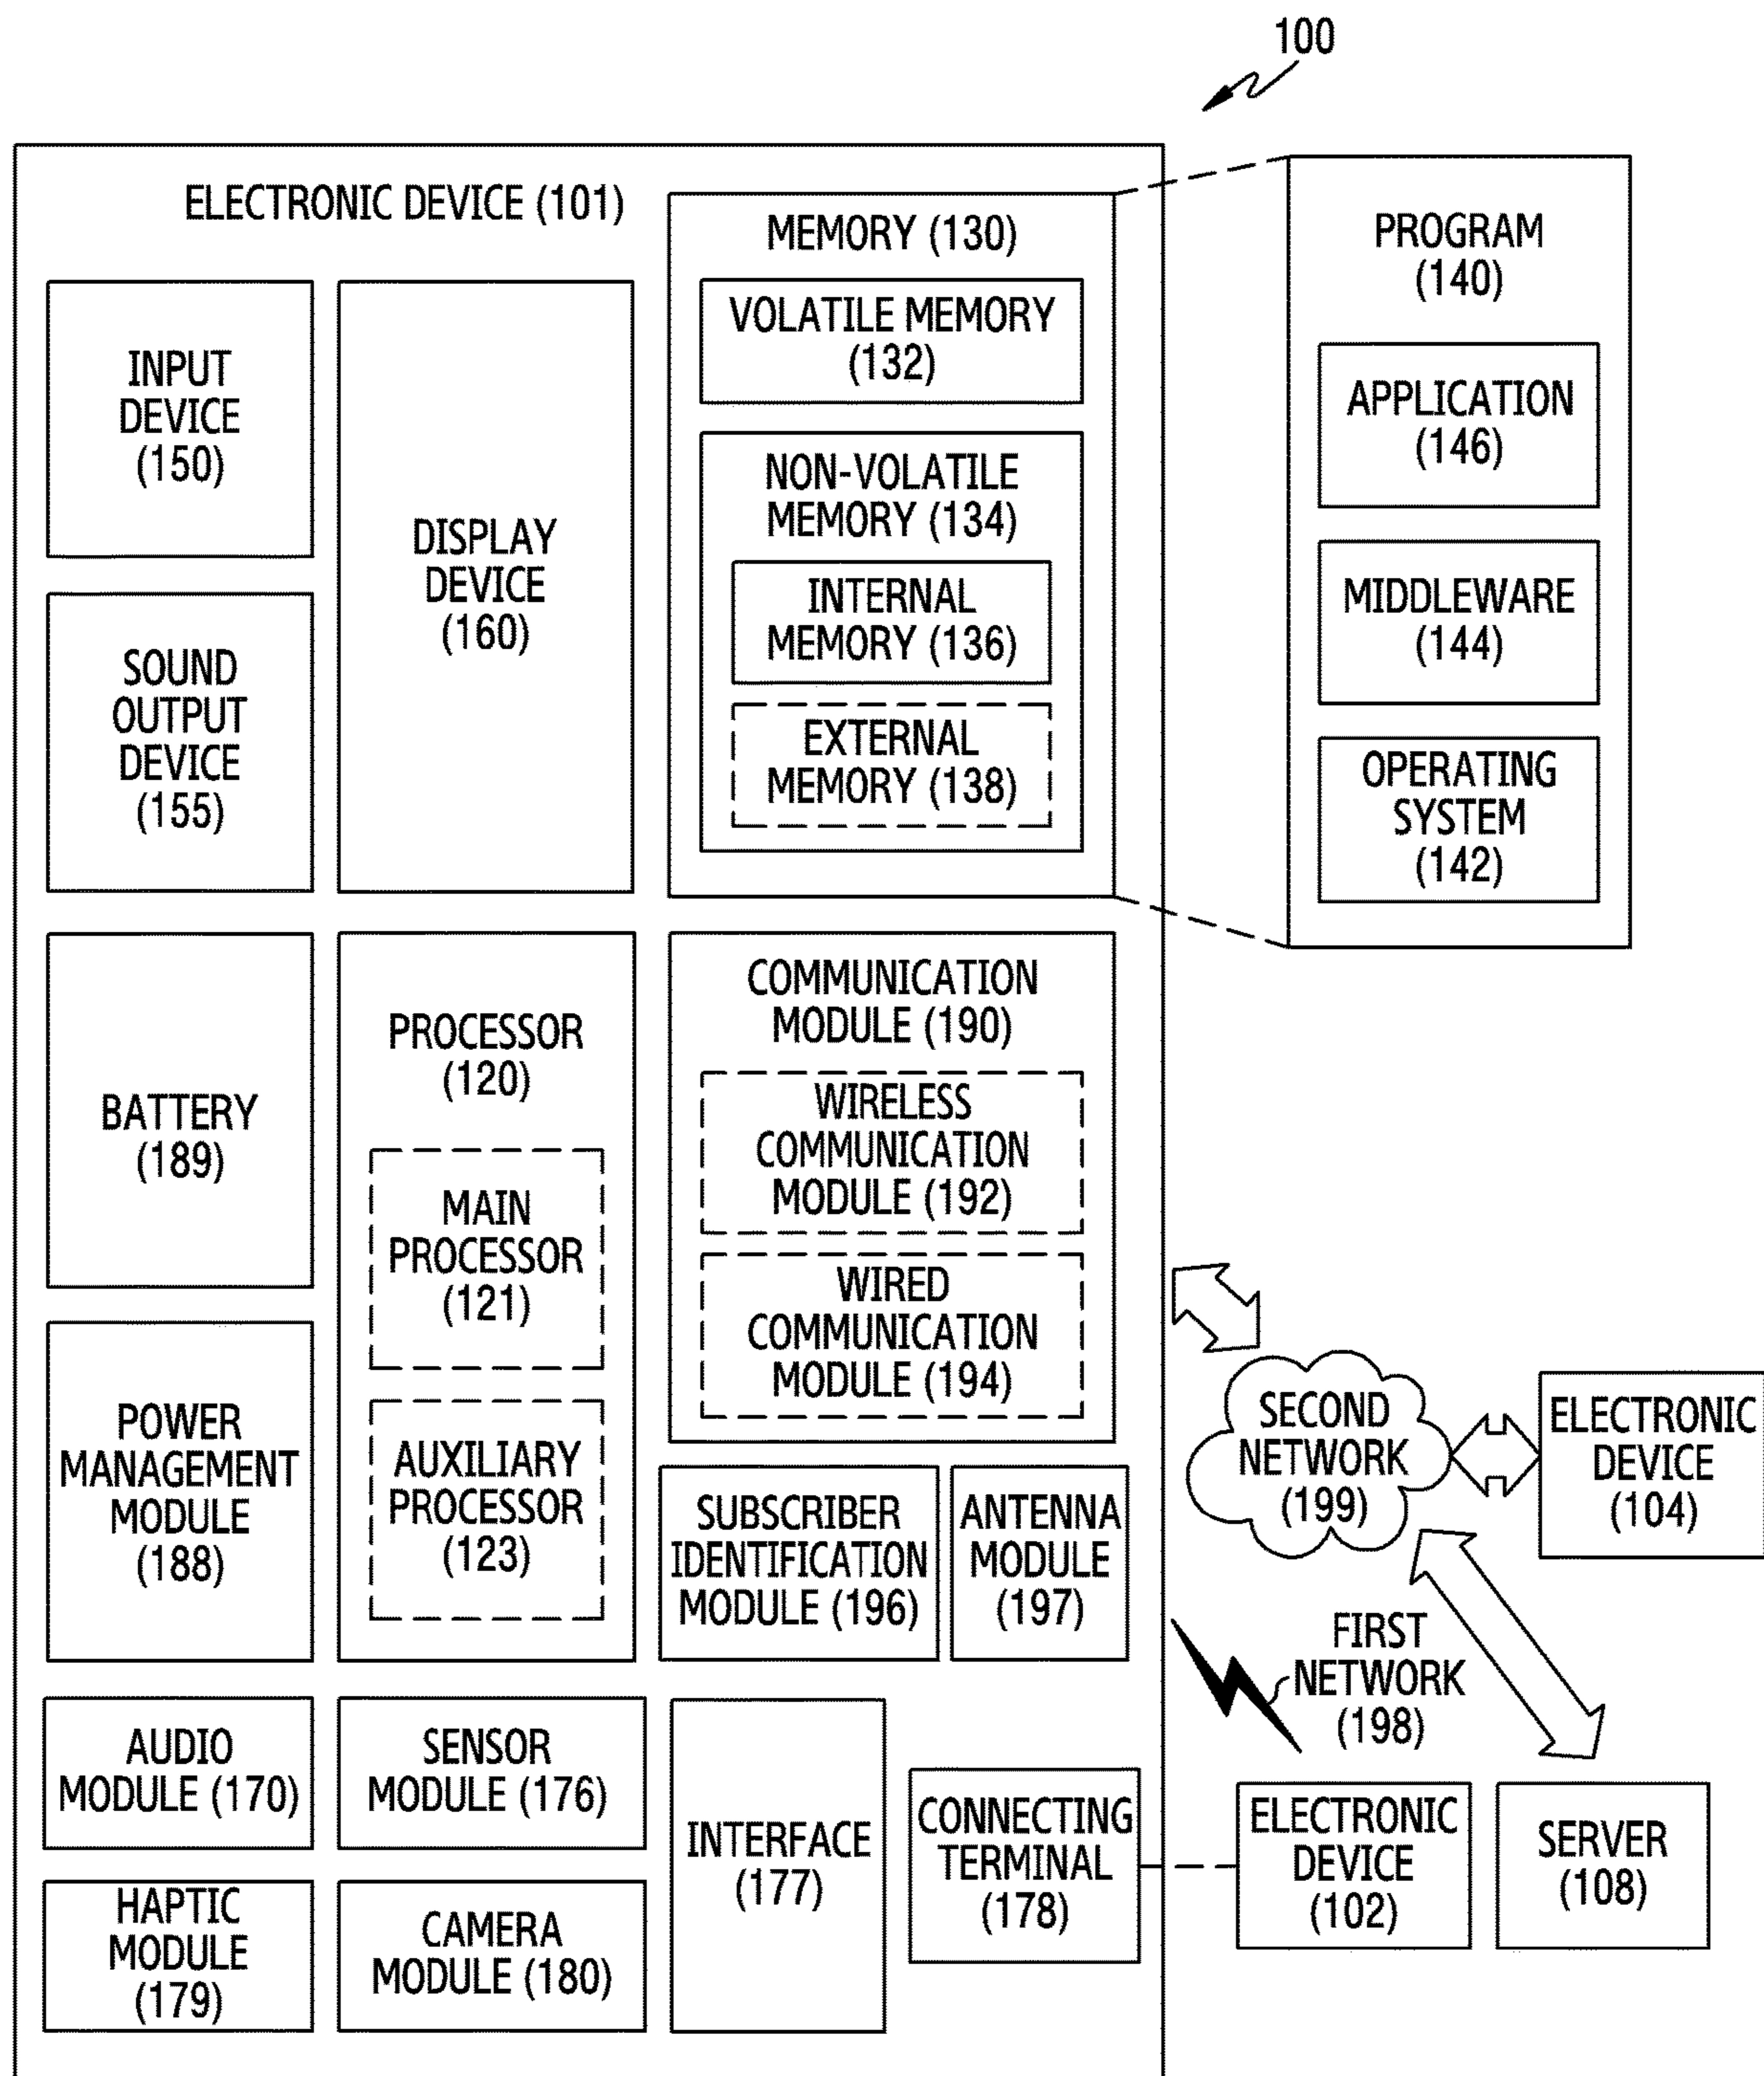 100
ELECTRONIC DEVICE (101)
INPUT
DEVICE
(150)
SOUND
OUTPUT
DEVICE
(155)
DISPLAY
DEVICE
(160)
MEMORY (130)
VOLATILE MEMORY
(132)
NON-VOLATILE
MEMORY (134)
INTERNAL
MEMORY (136)
EXTERNAL
MEMORY (138)
PROGRAM
(140)
APPLICATION
(146)
MIDDLEWARE
(144)
OPERATING
SYSTEM
(142)
BATTERY
(189)
POWER
MANAGEMENT
MODULE
(188)
PROCESSOR
(120)
MAIN
PROCESSOR
(121)
AUXILIARY
PROCESSOR
(123)
COMMUNICATION
MODULE (190)
WIRELESS
COMMUNICATION
MODULE (192)
WIRED
COMMUNICATION
MODULE (194)
SUBSCRIBER
IDENTIFICATION
MODULE (196)
ANTENNA
MODULE
(197)
SECOND
NETWORK
(199)
ELECTRONIC
DEVICE
(104)
FIRST
NETWORK
(198)
AUDIO
MODULE (170)
SENSOR
MODULE (176)
HAPTIC
MODULE
(179)
CAMERA
MODULE (180)
INTERFACE
(177)
CONNECTING
TERMINAL
(178)
ELECTRONIC
DEVICE
(102)
SERVER
(108)